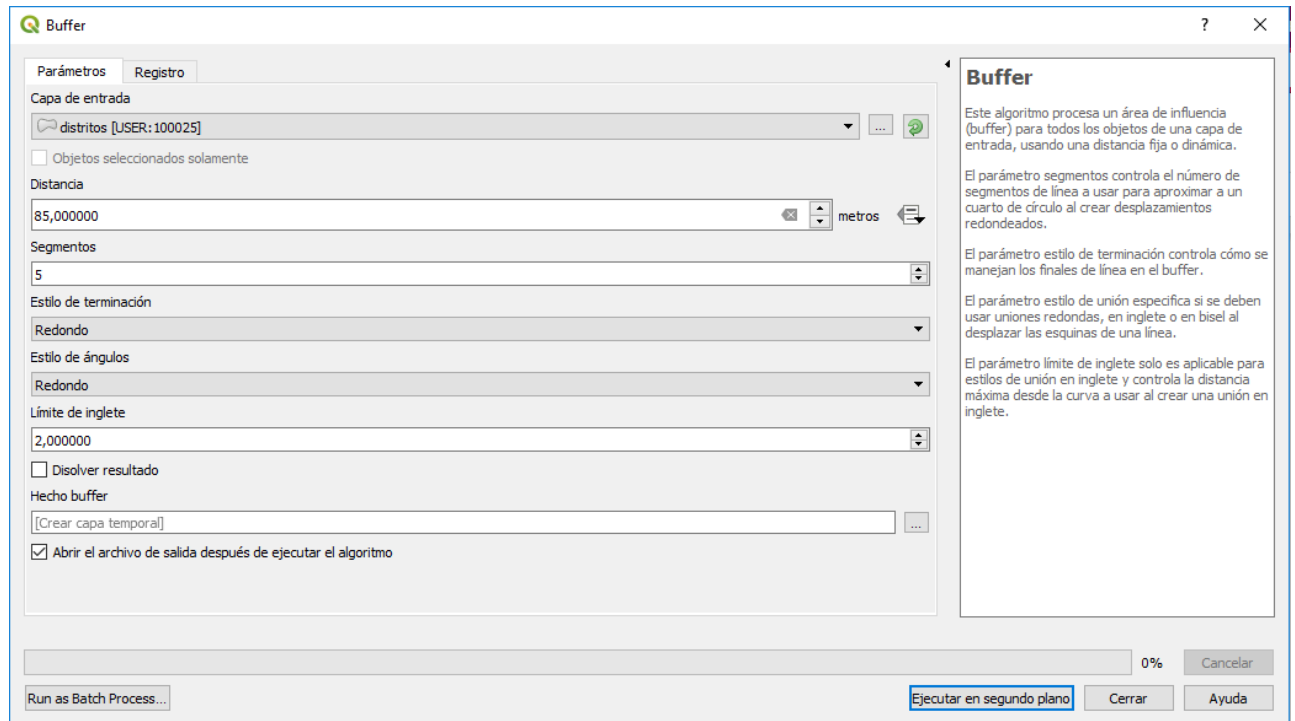 Buffer
?
Parámetros
Registro
Capa de entrada
distritos [USER:100025]
...
Objetos seleccionados solamente
Distancia
85,000000
metros
Segmentos
5
Estilo de terminación
Redondo
Estilo de ángulos
Redondo
Límite de inglete
2,000000
Disolver resultado
Hecho buffer
[Crear capa temporal]
...
Abrir el archivo de salida después de ejecutar el algoritmo
Buffer
Este algoritmo procesa un área de influencia
(buffer) para todos los objetos de una capa de
entrada, usando una distancia fija o dinámica.
El parámetro segmentos controla el número de
segmentos de línea a usar para aproximar a un
cuarto de círculo al crear desplazamientos
redondeados.
El parámetro estilo de terminación controla cómo se
manejan los finales de línea en el buffer.
El parámetro estilo de unión especifica si se deben
usar uniones redondas, en inglete o en bisel al
desplazar las esquinas de una línea.
El parámetro límite de inglete solo es aplicable para
estilos de unión en inglete y controla la distancia
máxima desde la curva a usar al crear una unión en
inglete.
0%
Cancelar
Run as Batch Process...
Ejecutar en segundo plano
Cerrar
Ayuda